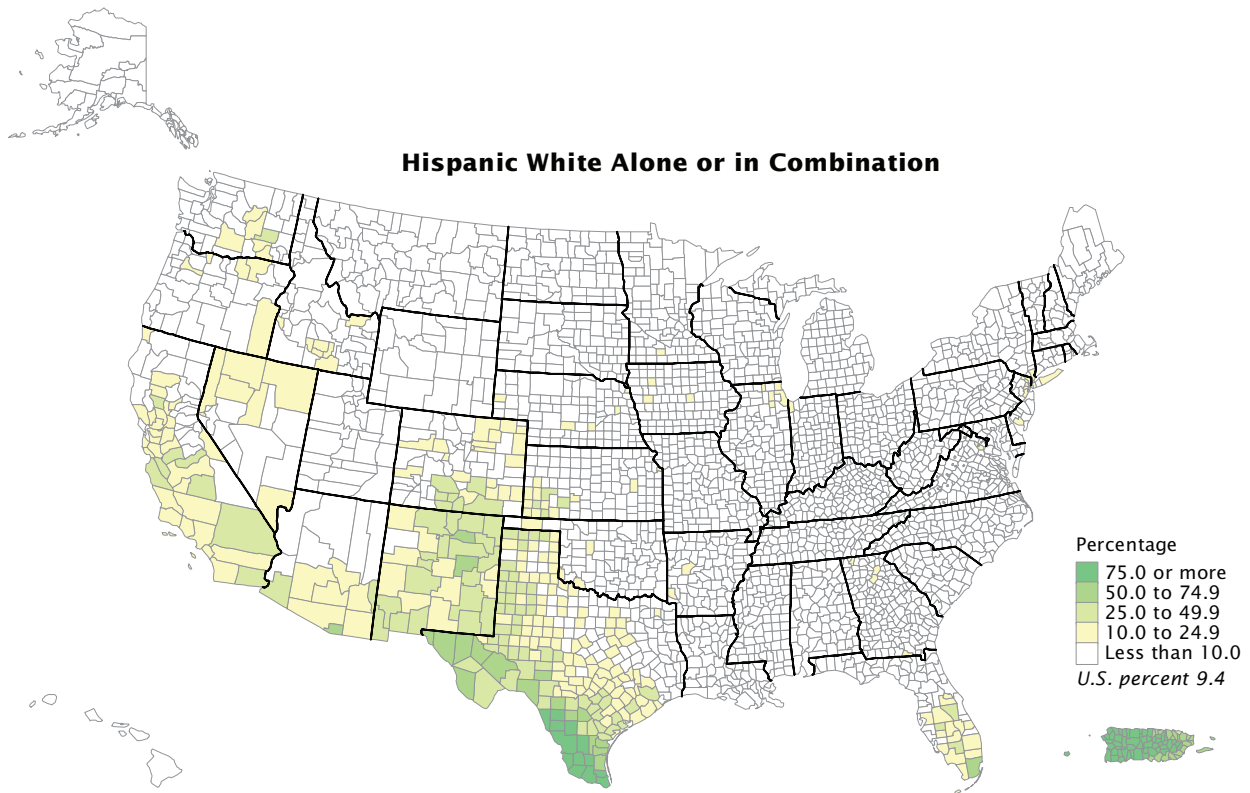 Hispanic White Alone or in Combination
Percentage
75.0 or more
50.0 to 74.9
25.0 to 49.9
10.0 to 24.9
Less than 10.0
U.S. percent 9.4